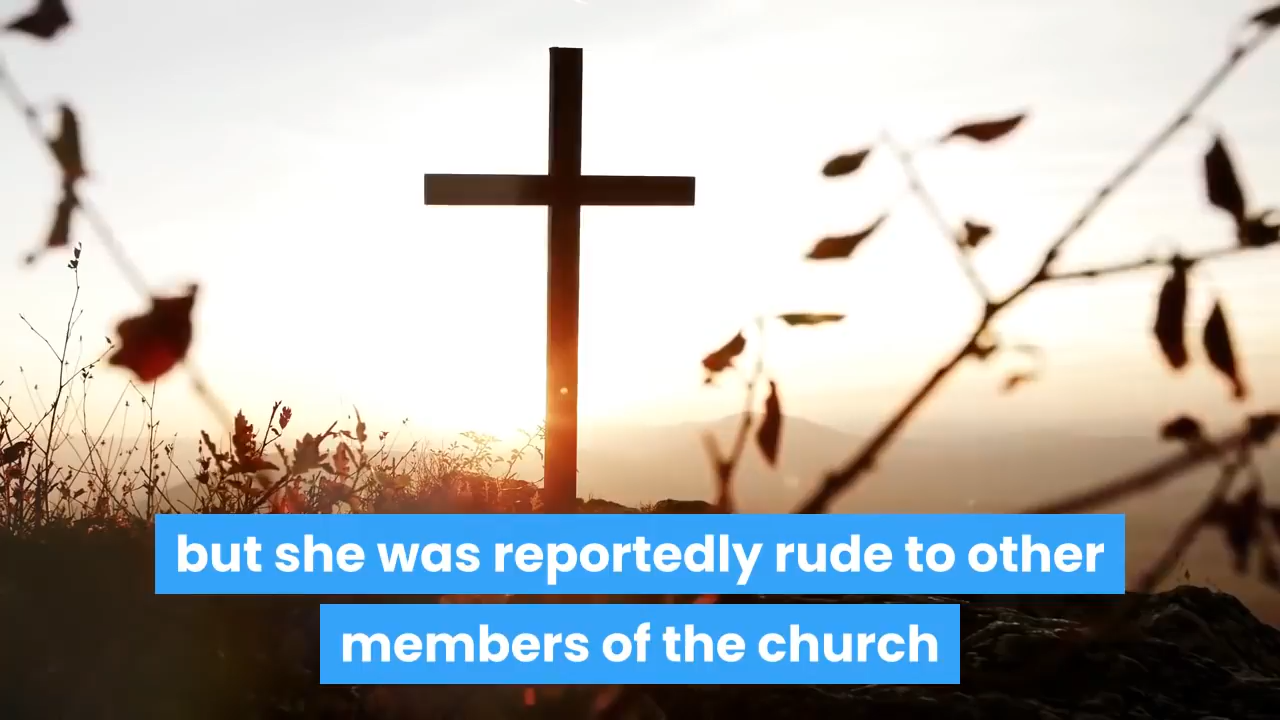 but she was reportedly rude to other
members of the church